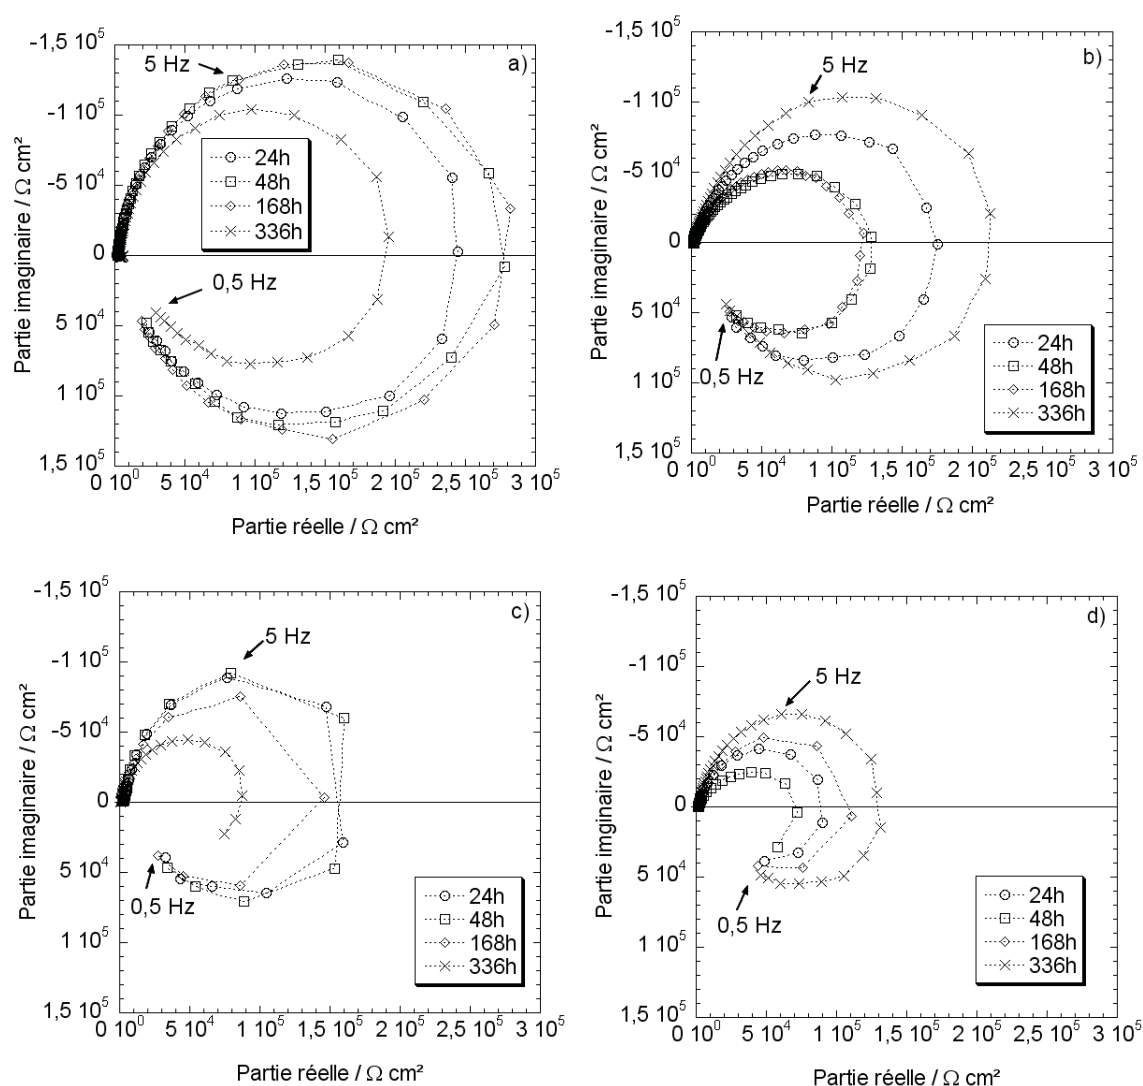 a)
-1,5 10⁵
-1 10⁵
-5 10⁴
0
5 10⁴
1 10⁵
1,5 10⁵
Partie imaginaire / Ω cm²
5 Hz
24h
48h
168h
336h
0,5 Hz
0 10⁰ 5 10⁴ 1 10⁵ 1,5 10⁵ 2 10⁵ 2,5 10⁵ 3 10⁵
Partie réelle / Ω cm²
b)
-1,5 10⁵
-1 10⁵
-5 10⁴
0
5 10⁴
1 10⁵
1,5 10⁵
Partie imaginaire / Ω cm²
5 Hz
0,5 Hz
24h
48h
168h
336h
0 10⁰ 5 10⁴ 1 10⁵ 1,5 10⁵ 2 10⁵ 2,5 10⁵ 3 10⁵
Partie réelle / Ω cm²
c)
-1,5 10⁵
-1 10⁵
-5 10⁴
0
5 10⁴
1 10⁵
1,5 10⁵
Partie imaginaire / Ω cm²
5 Hz
0,5 Hz
24h
48h
168h
336h
0 10⁰ 5 10⁴ 1 10⁵ 1,5 10⁵ 2 10⁵ 2,5 10⁵ 3 10⁵
Partie réelle / Ω cm²
d)
-1,5 10⁵
-1 10⁵
-5 10⁴
0
5 10⁴
1 10⁵
1,5 10⁵
Partie imginaire / Ω cm²
5 Hz
0,5 Hz
24h
48h
168h
336h
0 10⁰ 5 10⁴ 1 10⁵ 1,5 10⁵ 2 10⁵ 2,5 10⁵ 3 10⁵
Partie réelle / Ω cm²